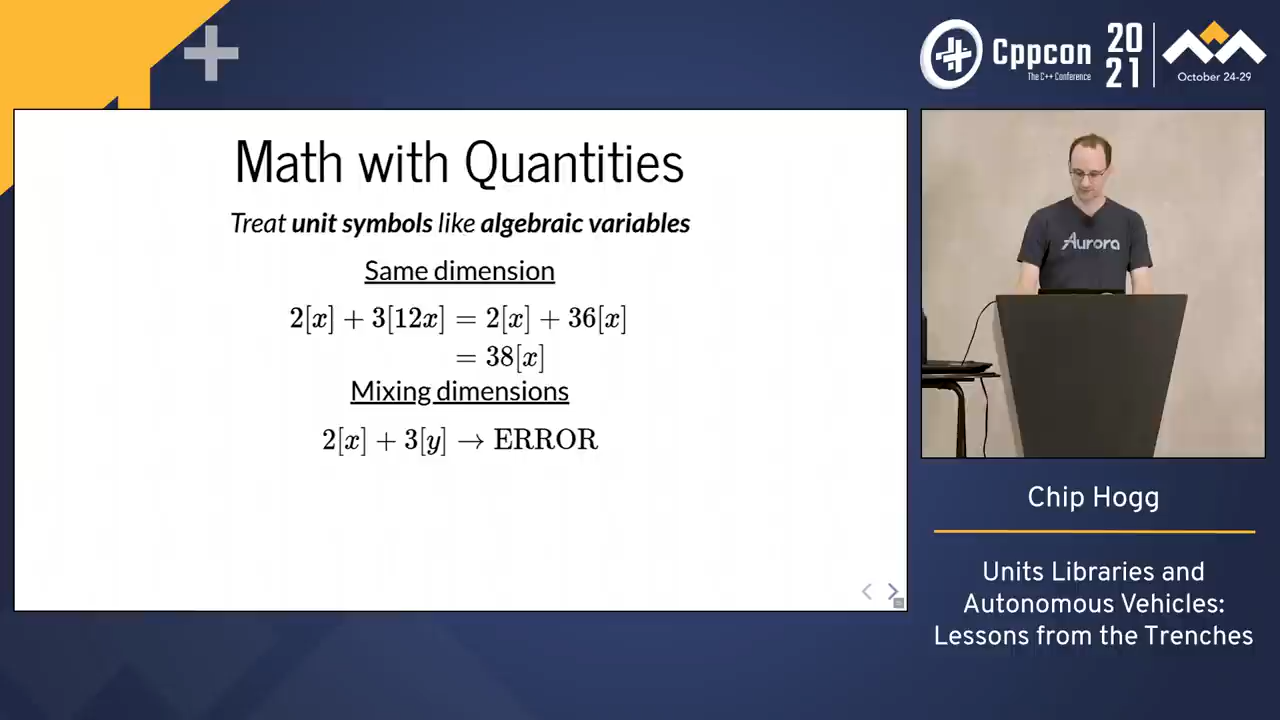 Cppcon
The C++ Conference
20
21
October 24-29
Math with Quantities
Treat unit symbols like algebraic variables
Same dimension
2[x] + 3[12x] = 2[x] + 36[x]
= 38[x]
Mixing dimensions
2[x] + 3[y] → ERROR
Aurora
Chip Hogg
Units Libraries and
Autonomous Vehicles:
Lessons from the Trenches